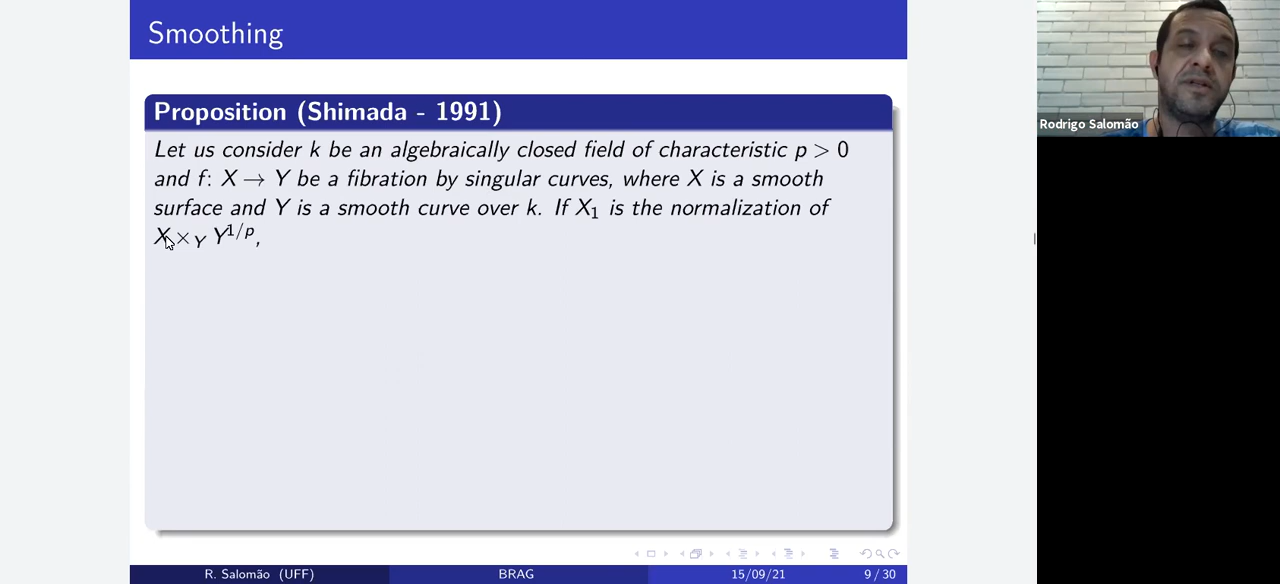 Smoothing
Proposition (Shimada - 1991)
Let us consider k be an algebraically closed field of characteristic p > 0
and f: X → Y be a fibration by singular curves, where X is a smooth
surface and Y is a smooth curve over k. If X₁ is the normalization of
X ×_Y Y^{1/p},
Rodrigo Salomão
R. Salomão (UFF)
BRAG
15/09/21
9 / 30